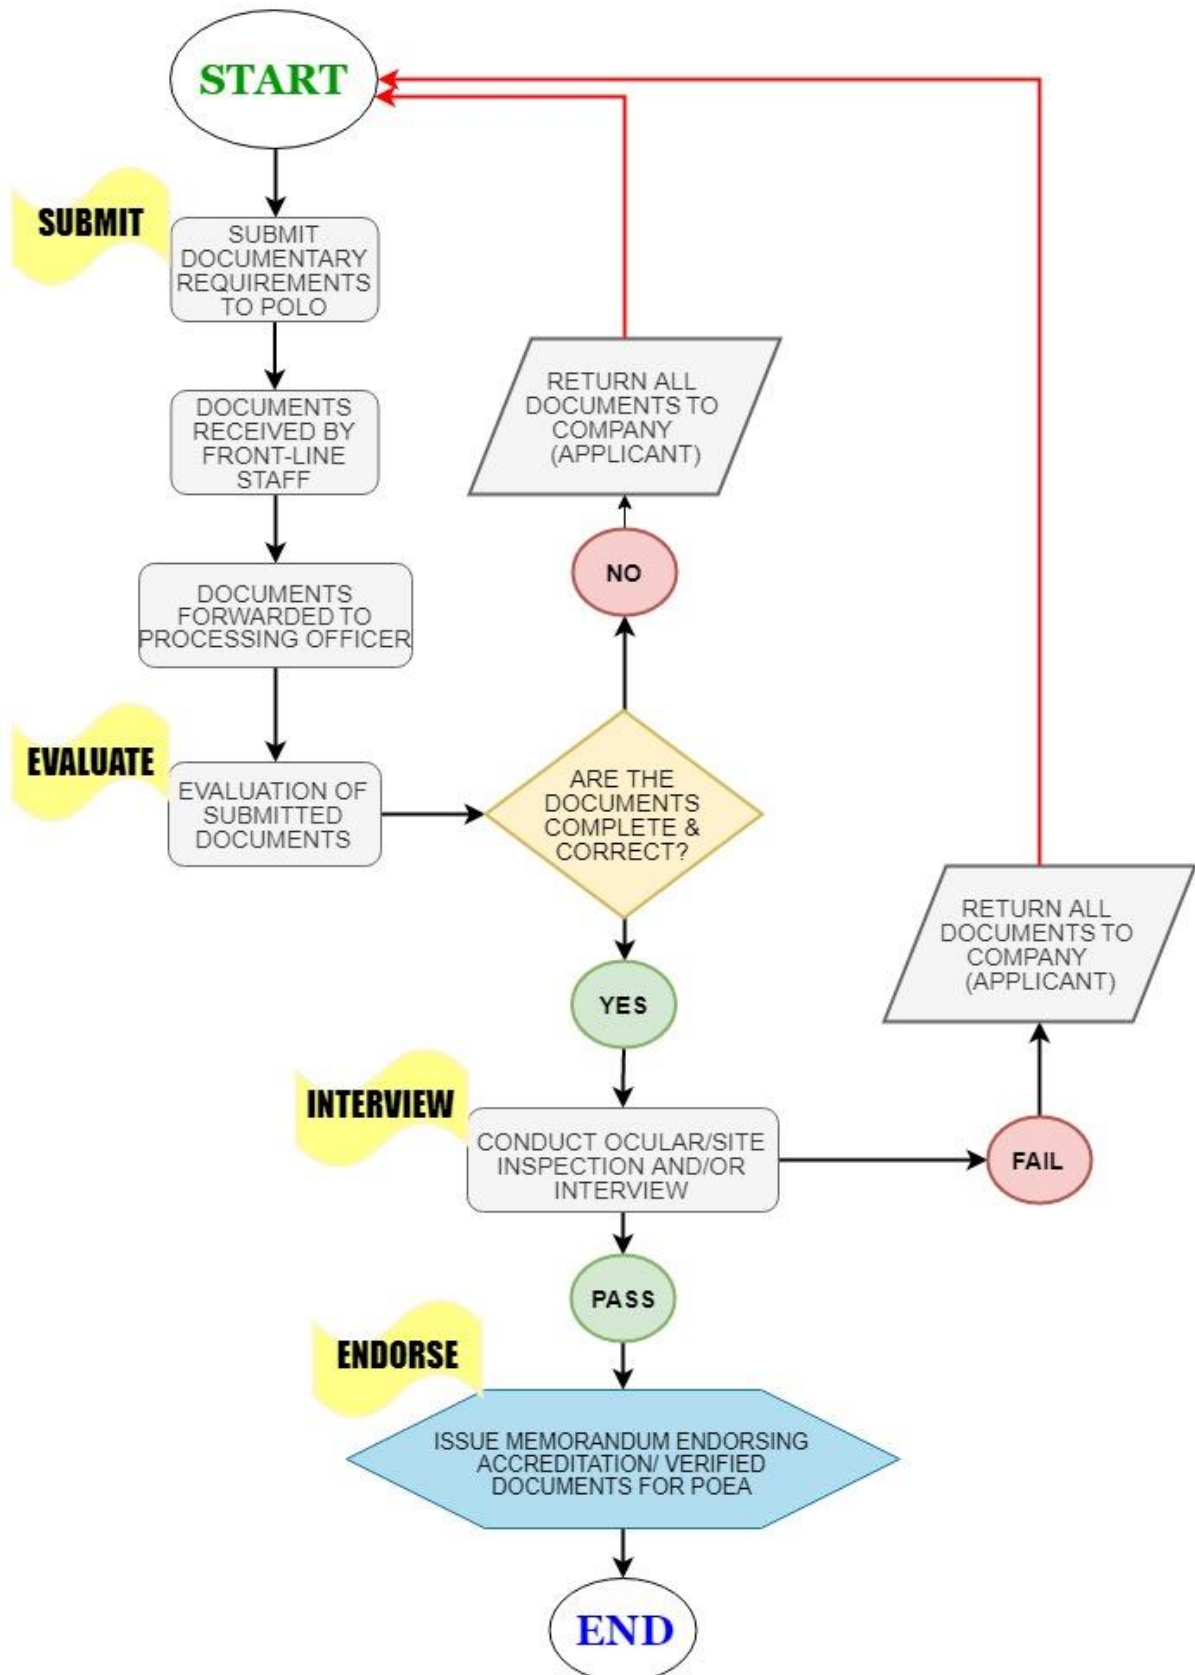 START
SUBMIT
SUBMIT
DOCUMENTARY
REQUIREMENTS
TO POLO
DOCUMENTS
RECEIVED BY
FRONT-LINE
STAFF
DOCUMENTS
FORWARDED TO
PROCESSING OFFICER
EVALUATE
EVALUATION OF
SUBMITTED
DOCUMENTS
ARE THE
DOCUMENTS
COMPLETE &
CORRECT?
NO
RETURN ALL
DOCUMENTS TO
COMPANY
(APPLICANT)
YES
INTERVIEW
CONDUCT OCULAR/SITE
INSPECTION AND/OR
INTERVIEW
FAIL
RETURN ALL
DOCUMENTS TO
COMPANY
(APPLICANT)
PASS
ENDORSE
ISSUE MEMORANDUM ENDORSING
ACCREDITATION/ VERIFIED
DOCUMENTS FOR POEA
END